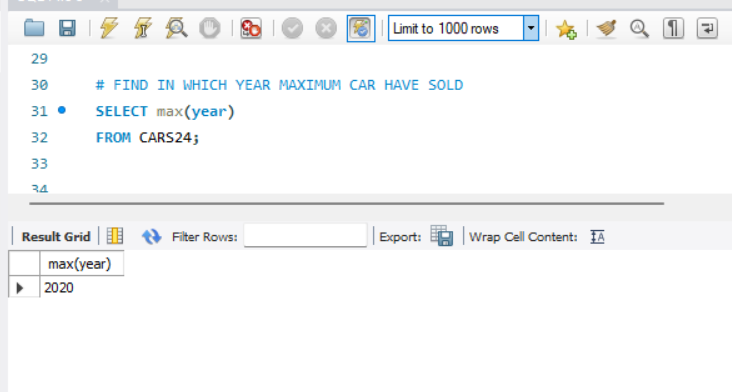 Limit to 1000 rows
29
30 # FIND IN WHICH YEAR MAXIMUM CAR HAVE SOLD
31 SELECT max(year)
32 FROM CARS24;
33
34
Result Grid Filter Rows: Export: Wrap Cell Content: IA
max(year)
2020